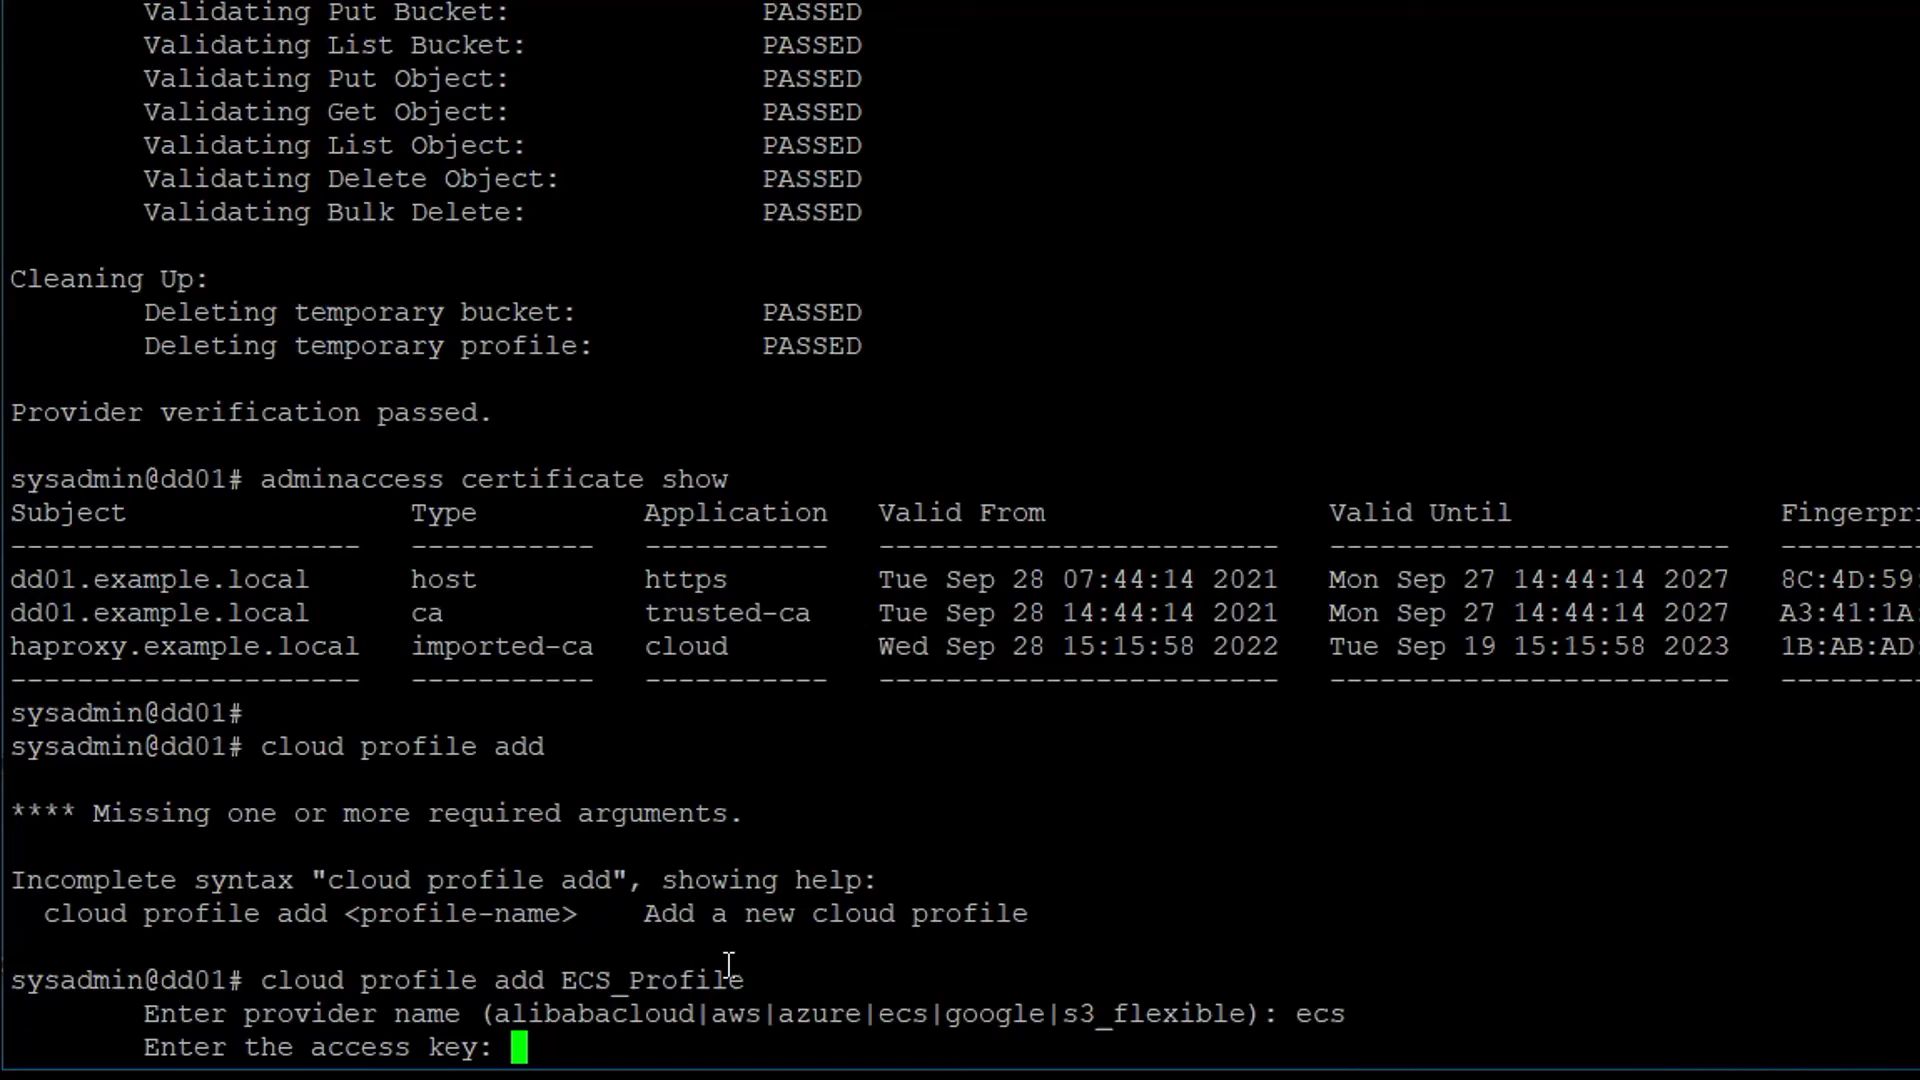 Validating Put Bucket: PASSED
Validating List Bucket: PASSED
Validating Put Object: PASSED
Validating Get Object: PASSED
Validating List Object: PASSED
Validating Delete Object: PASSED
Validating Bulk Delete: PASSED
Cleaning Up:
Deleting temporary bucket: PASSED
Deleting temporary profile: PASSED
Provider verification passed.
sysadmin@dd01# adminaccess certificate show
Subject Type Application Valid From Valid Until Fingerpri
--------------------- ----------- ----------- ------------------------ ------------------------ ---------
dd01.example.local host https Tue Sep 28 07:44:14 2021 Mon Sep 27 14:44:14 2027 8C:4D:59:
dd01.example.local ca trusted-ca Tue Sep 28 14:44:14 2021 Mon Sep 27 14:44:14 2027 A3:41:1A:
haproxy.example.local imported-ca cloud Wed Sep 28 15:15:58 2022 Tue Sep 19 15:15:58 2023 1B:AB:AD:
--------------------- ----------- ----------- ------------------------ ------------------------ ---------
sysadmin@dd01#
sysadmin@dd01# cloud profile add
**** Missing one or more required arguments.
Incomplete syntax "cloud profile add", showing help:
cloud profile add <profile-name> Add a new cloud profile
sysadmin@dd01# cloud profile add ECS_Profile
Enter provider name (alibabacloud|aws|azure|ecs|google|s3_flexible): ecs
Enter the access key: